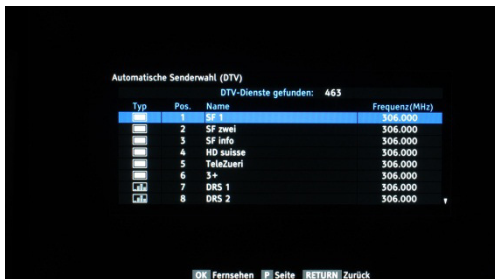 Automatische Senderwahl (DTV)
DTV-Dienste gefunden: 463
Typ Pos. Name Frequenz(MHz)
1 SF 1 306.000
2 SF zwei 306.000
3 SF info 306.000
4 HD suisse 306.000
5 TeleZueri 306.000
6 3+ 306.000
7 DRS 1 306.000
8 DRS 2 306.000
OK Fernsehen P Seite RETURN Zurück